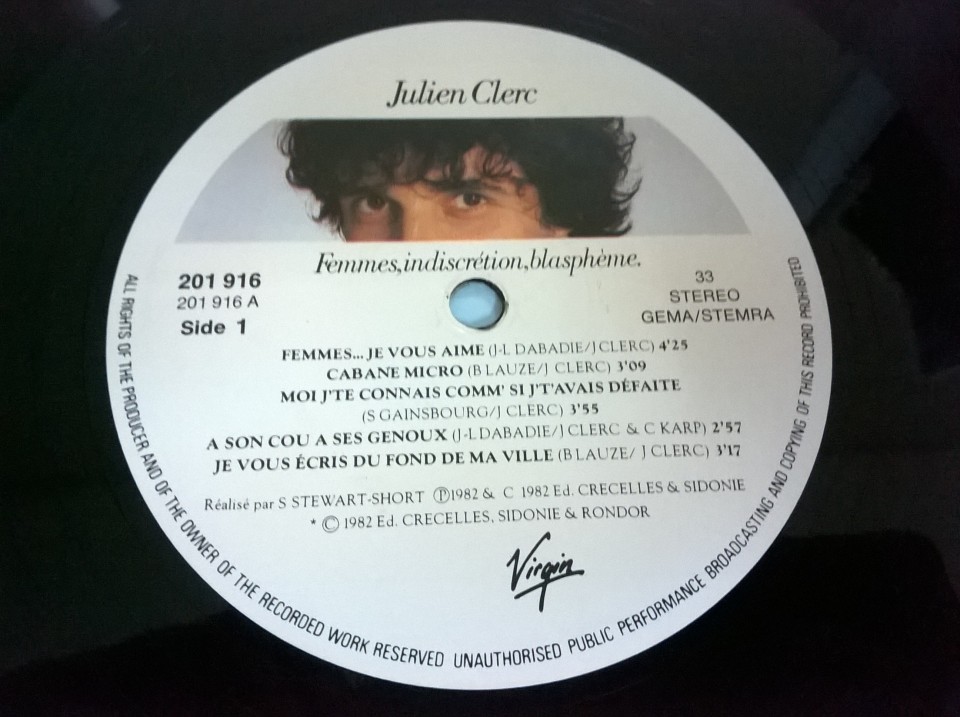 Julien Clerc
Femmes,indiscrétion,blasphème.
201 916
201 916 A
Side 1
33
STEREO
GEMA/STEMRA
FEMMES... JE VOUS AIME (J-L DABADIE/J CLERC) 4'25
CABANE MICRO (B LAUZE/J CLERC) 3'09
MOI J'TE CONNAIS COMM' SI J'T'AVAIS DÉFAITE
(S GAINSBOURG/J CLERC) 3'55
A SON COU A SES GENOUX (J-L DABADIE/J CLERC & C KARP) 2'57
JE VOUS ÉCRIS DU FOND DE MA VILLE (B LAUZE/ J CLERC) 3'17
Réalisé par S STEWART-SHORT Ⓟ1982 & C 1982 Ed. CRECELLES & SIDONIE
* © 1982 Ed. CRECELLES, SIDONIE & RONDOR
Virgin
ALL RIGHTS OF THE PRODUCER AND OF THE OWNER OF THE RECORDED WORK RESERVED UNAUTHORISED PUBLIC PERFORMANCE BROADCASTING AND COPYING OF THIS RECORD PROHIBITED